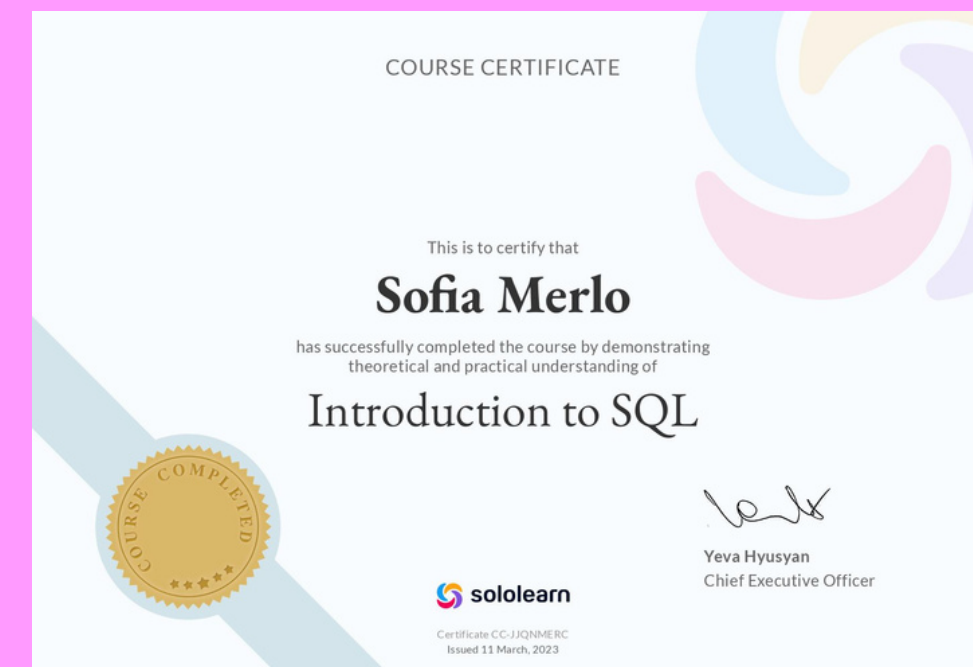 COURSE CERTIFICATE
This is to certify that
Sofia Merlo
has successfully completed the course by demonstrating
theoretical and practical understanding of
Introduction to SQL
COURSE COMPLETED
Yeva Hyusyan
Chief Executive Officer
sololearn
Certificate CC-JJQNMERC
Issued 11 March, 2023